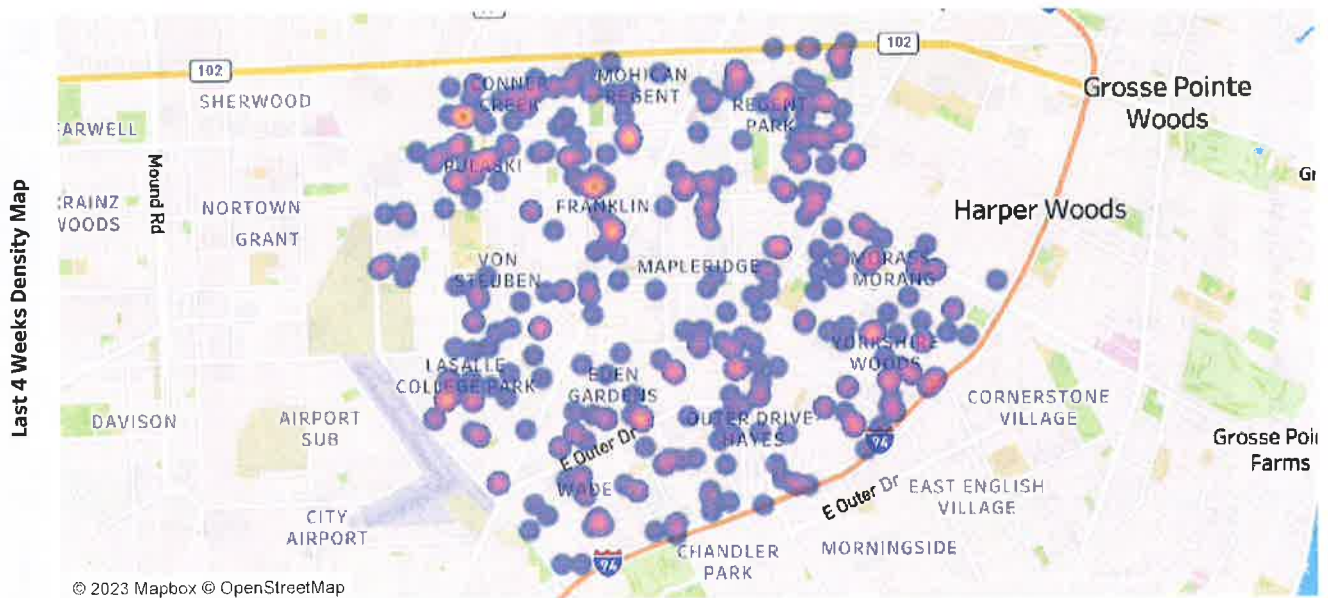 Last 4 Weeks Density Map
102
102
SHERWOOD
CONNER
CREEK
MOHICAN
REGENT
REGENT
PARK
Grosse Pointe
Woods
FARWELL
Mound Rd
PULASKI
Gr
RAINZ
WOODS
NORTOWN
GRANT
FRANKLIN
Harper Woods
VON
STEUBEN
MAPLERIDGE
MORASS
MORANG
LASALLE
COLLEGE PARK
EDEN
GARDENS
YORKSHIRE
WOODS
CORNERSTONE
VILLAGE
DAVISON
AIRPORT
SUB
OUTER DRIVE
HAYES
94
Grosse Poi
Farms
E Outer Dr
WADE
E Outer Dr
EAST ENGLISH
VILLAGE
CITY
AIRPORT
94
CHANDLER
PARK
MORNINGSIDE
© 2023 Mapbox © OpenStreetMap